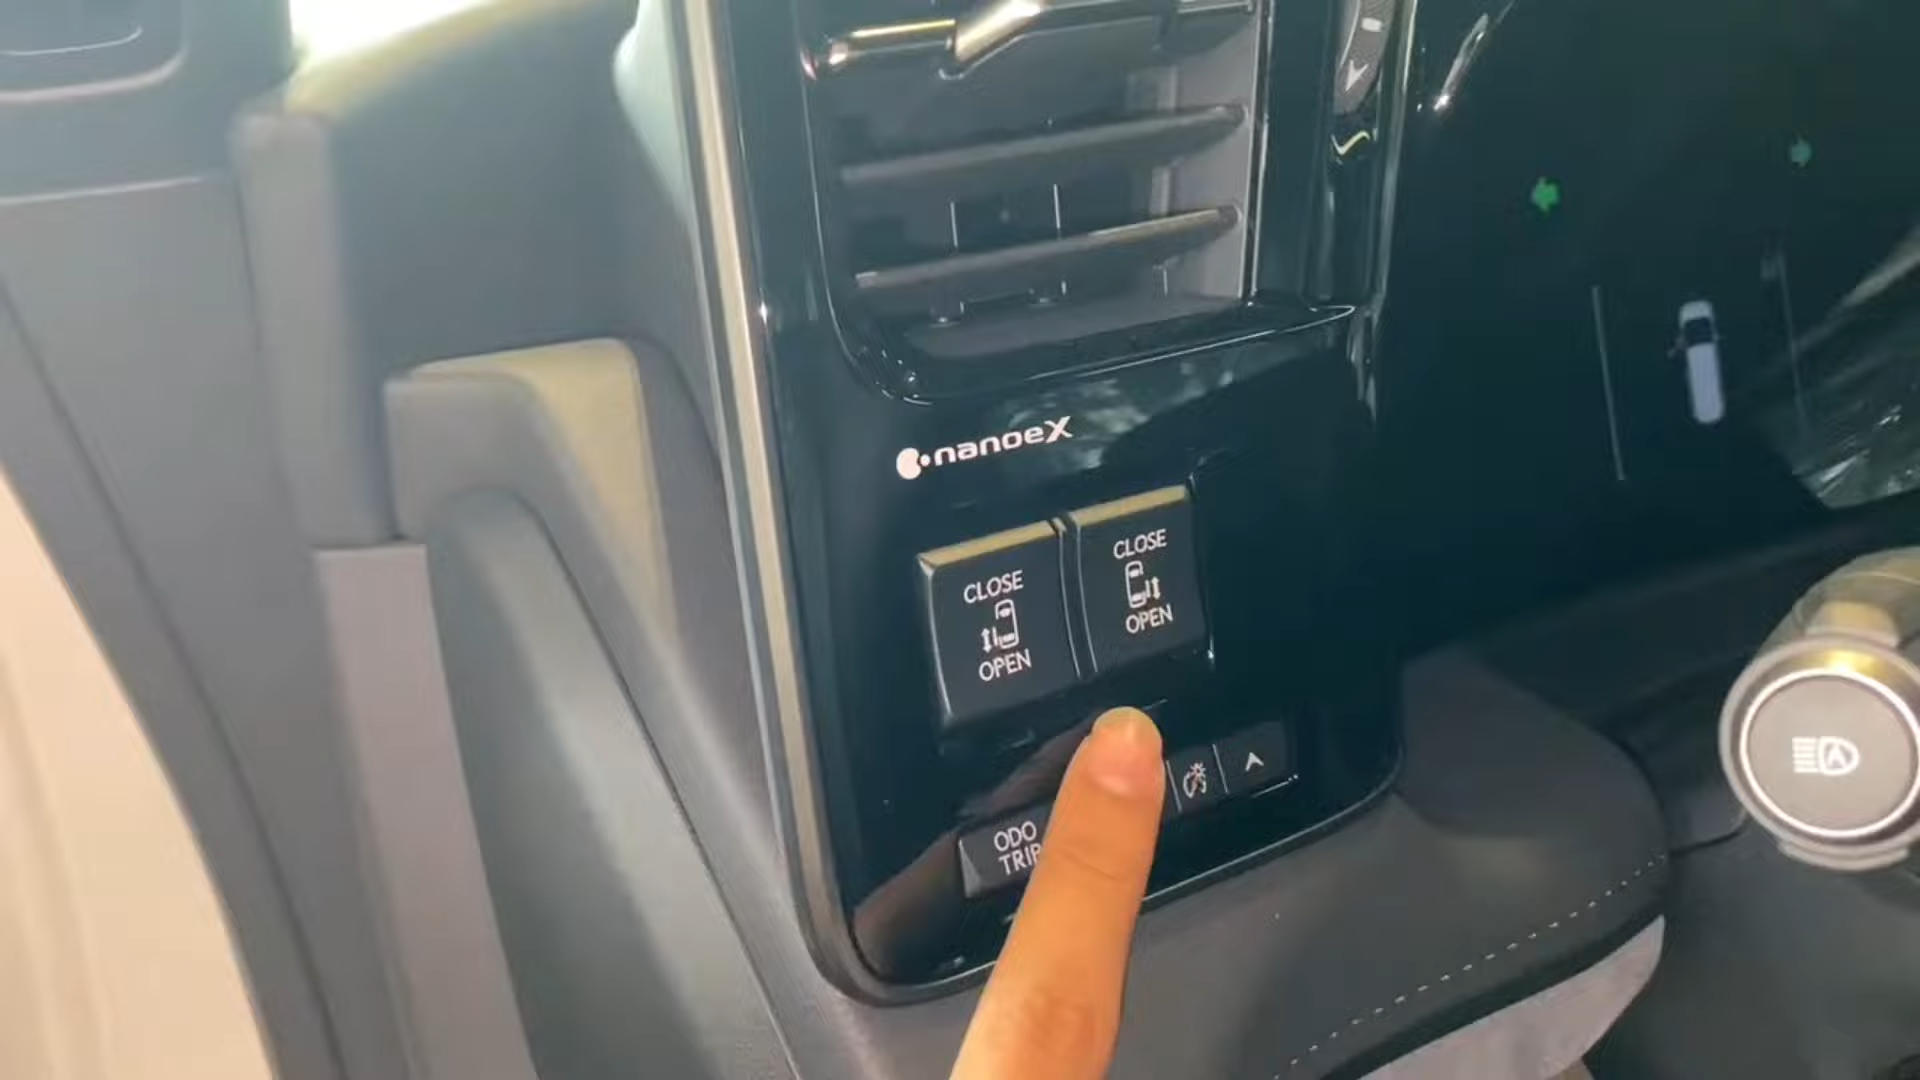 nanoeX
CLOSE
OPEN
CLOSE
OPEN
ODO
TRIP